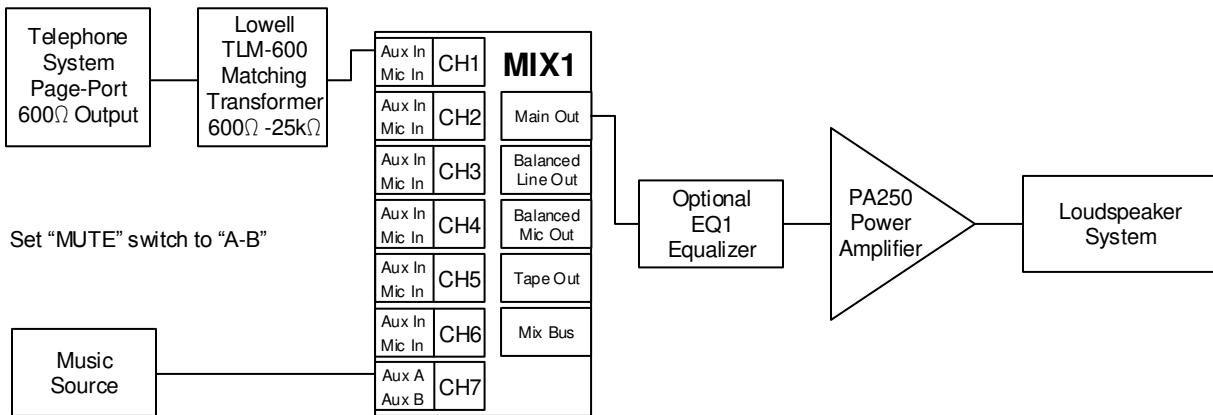 Telephone
System
Page-Port
600Ω Output
Lowell
TLM-600
Matching
Transformer
600Ω -25kΩ
Set “MUTE” switch to “A-B”
Music
Source
MIX1
Aux In
Mic In
CH1
Aux In
Mic In
CH2
Main Out
Aux In
Mic In
CH3
Balanced
Line Out
Aux In
Mic In
CH4
Balanced
Mic Out
Aux In
Mic In
CH5
Tape Out
Aux In
Mic In
CH6
Mix Bus
Aux A
Aux B
CH7
Optional
EQ1
Equalizer
PA250
Power
Amplifier
Loudspeaker
System